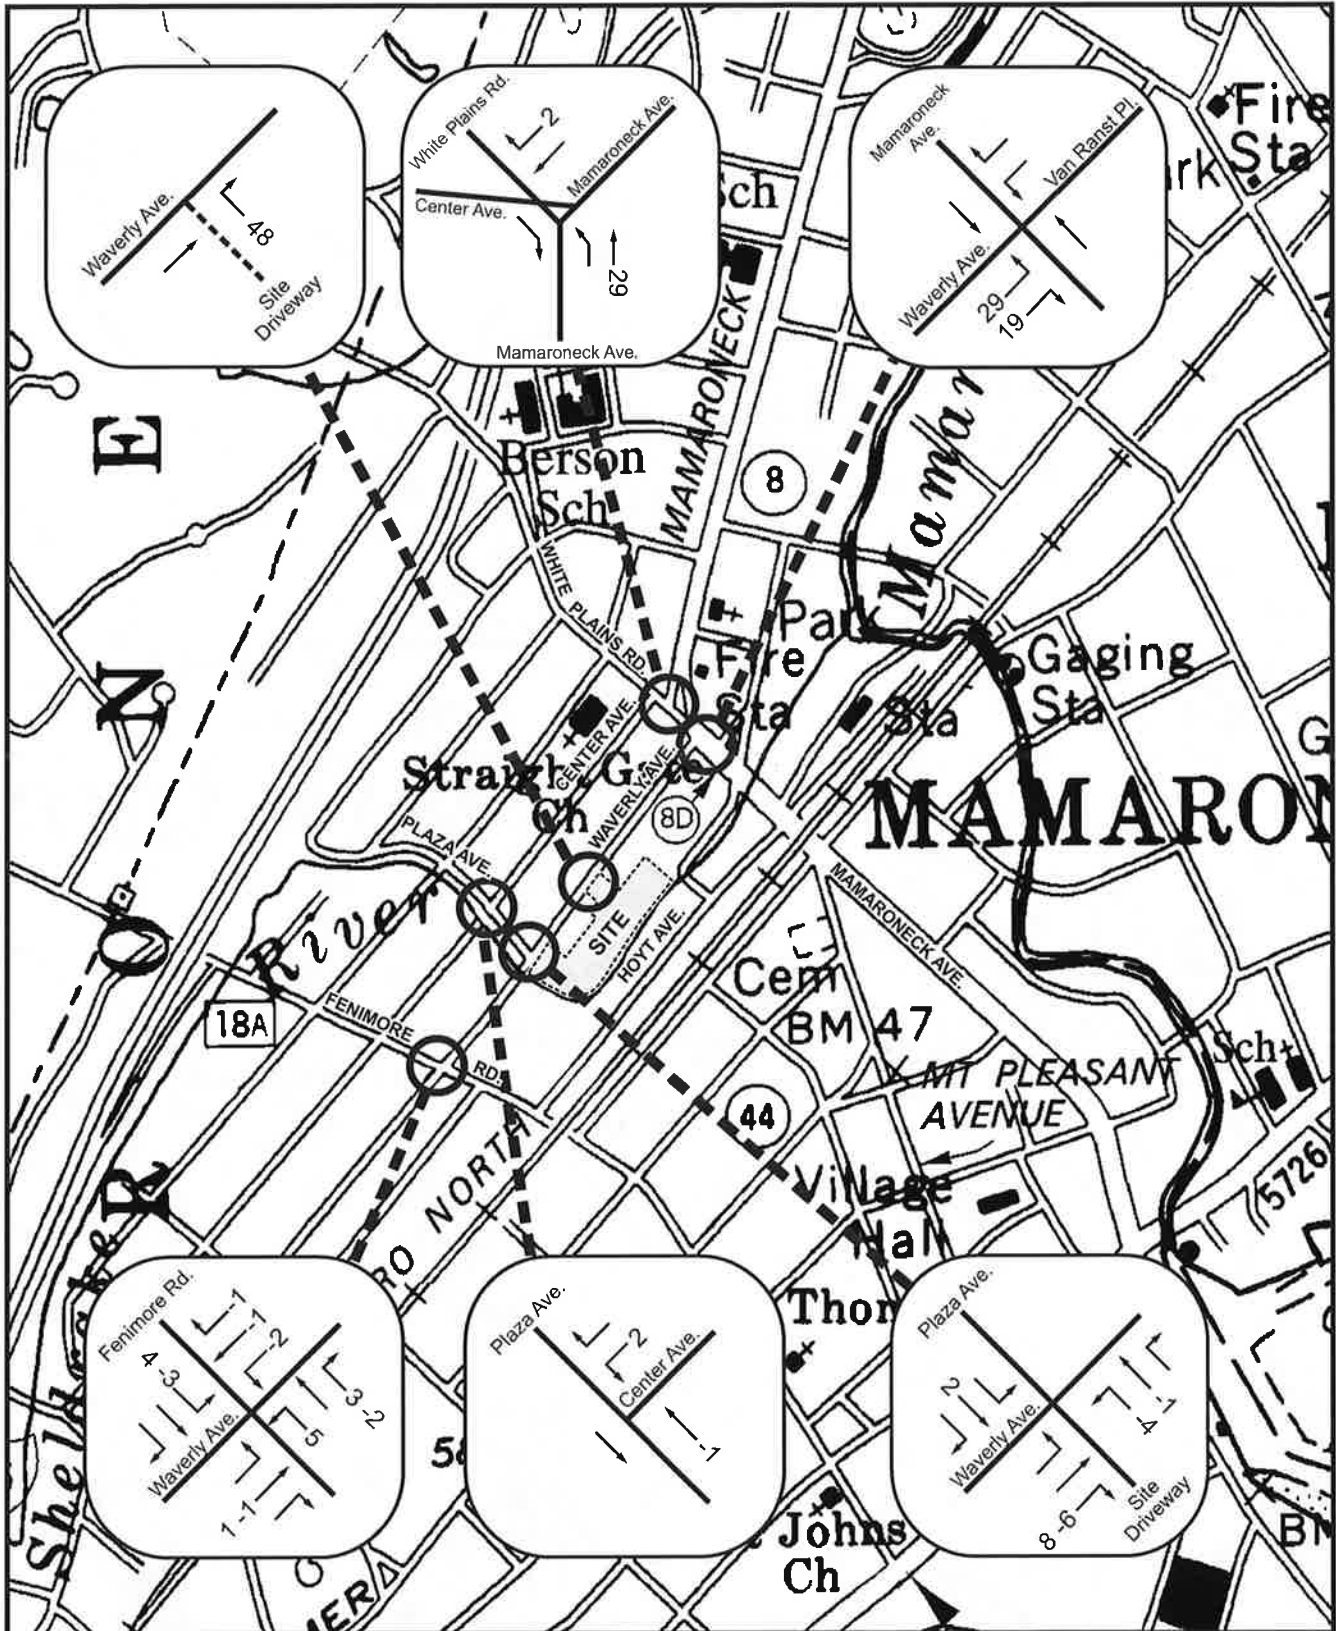 Waverly Ave.
48
Site
Driveway
White Plains Rd.
2
Mamaroneck Ave.
Center Ave.
29
Mamaroneck Ave.
Mamaroneck
Ave.
Van Ranst Pl.
Waverly Ave.
29
19
Fire
Sta
Sch
MAMARONECK
8
Berson
Sch
WHITE PLAINS RD.
Park
Fire
Sta
Sta
Gaging
Sta
CENTER AVE.
WAVERLY AVE.
Ch
8D
PLAZA AVE.
SITE
HOYT AVE.
MAMARONECK AVE.
River
18A
FENIMORE
RD.
Cem
BM 47
MT PLEASANT
AVENUE
Sch
44
Village
Hall
NORTH
5726
Fenimore Rd.
-1
-1
-2
4 -3
3 -2
5
Waverly Ave.
1 -1
Plaza Ave.
-2
Center Ave.
-1
Plaza Ave.
2
-1
-4
Waverly Ave.
8 -6
Site
Driveway
Johns
Ch